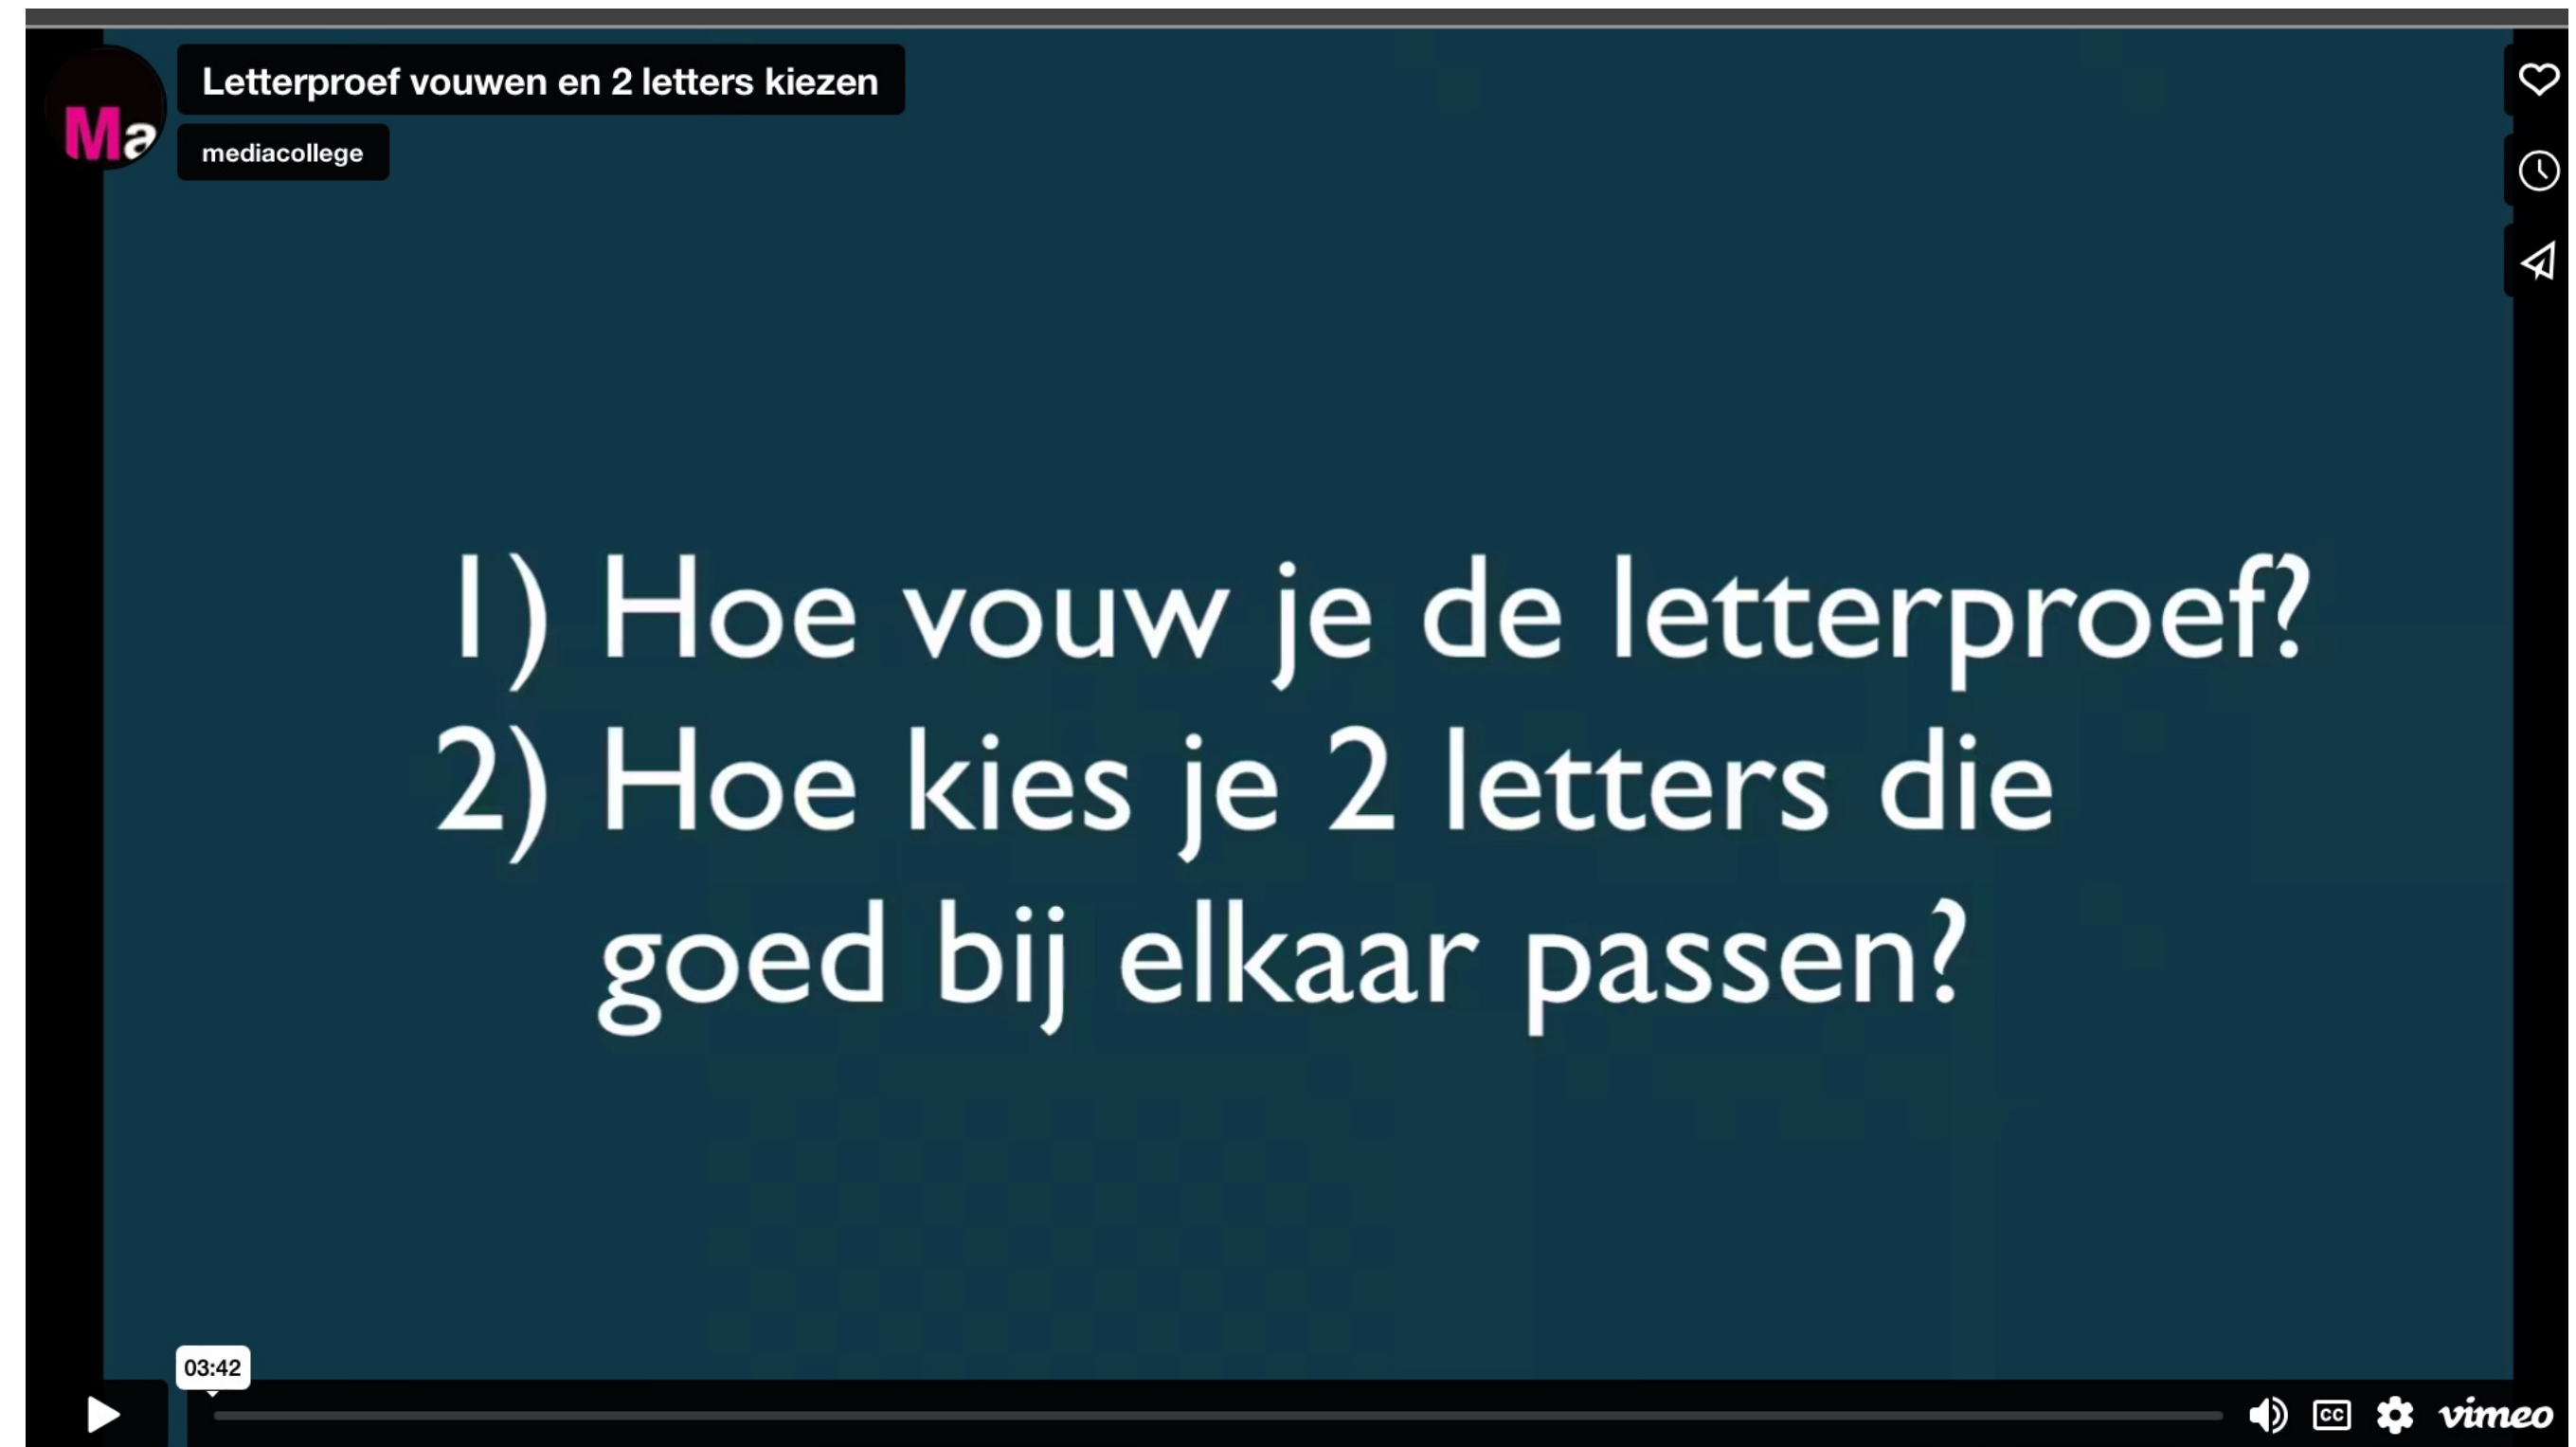 Ma
Letterproef vouwen en 2 letters kiezen
mediacollege
1) Hoe vouw je de letterproef?
2) Hoe kies je 2 letters die
goed bij elkaar passen?
03:42
CC
vimeo